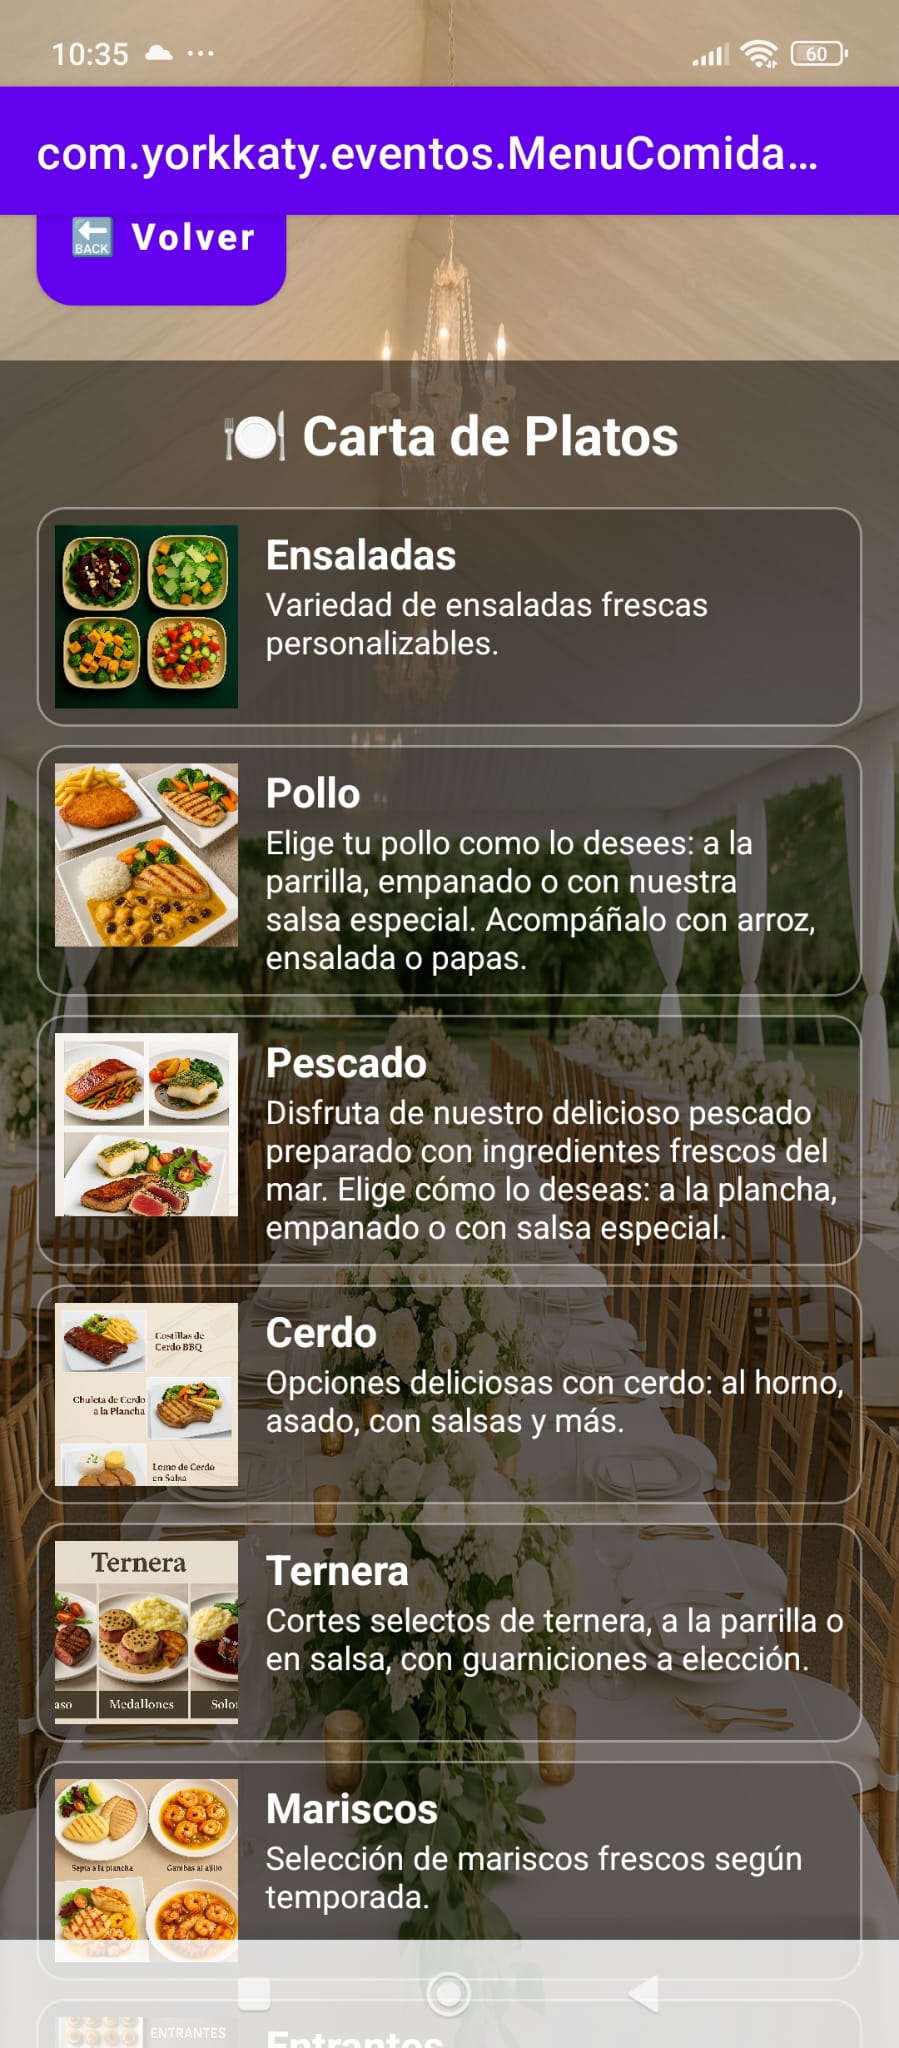 10:35
60
com.yorkkaty.eventos.MenuComida...
BACK Volver
Carta de Platos
Ensaladas
Variedad de ensaladas frescas
personalizables.
Pollo
Elige tu pollo como lo desees: a la
parrilla, empanado o con nuestra
salsa especial. Acompáñalo con arroz,
ensalada o papas.
Pescado
Disfruta de nuestro delicioso pescado
preparado con ingredientes frescos del
mar. Elige cómo lo deseas: a la plancha,
empanado o con salsa especial.
Costillas de
Cerdo BBQ
Chuleta de Cerdo
a la Plancha
Lomo de Cerdo
en Salsa
Cerdo
Opciones deliciosas con cerdo: al horno,
asado, con salsas y más.
Ternera
aso
Medallones
Solo
Ternera
Cortes selectos de ternera, a la parrilla o
en salsa, con guarniciones a elección.
Sepia a la plancha
Gambas al ajillo
Mariscos
Selección de mariscos frescos según
temporada.
ENTRANTES
Entrantes